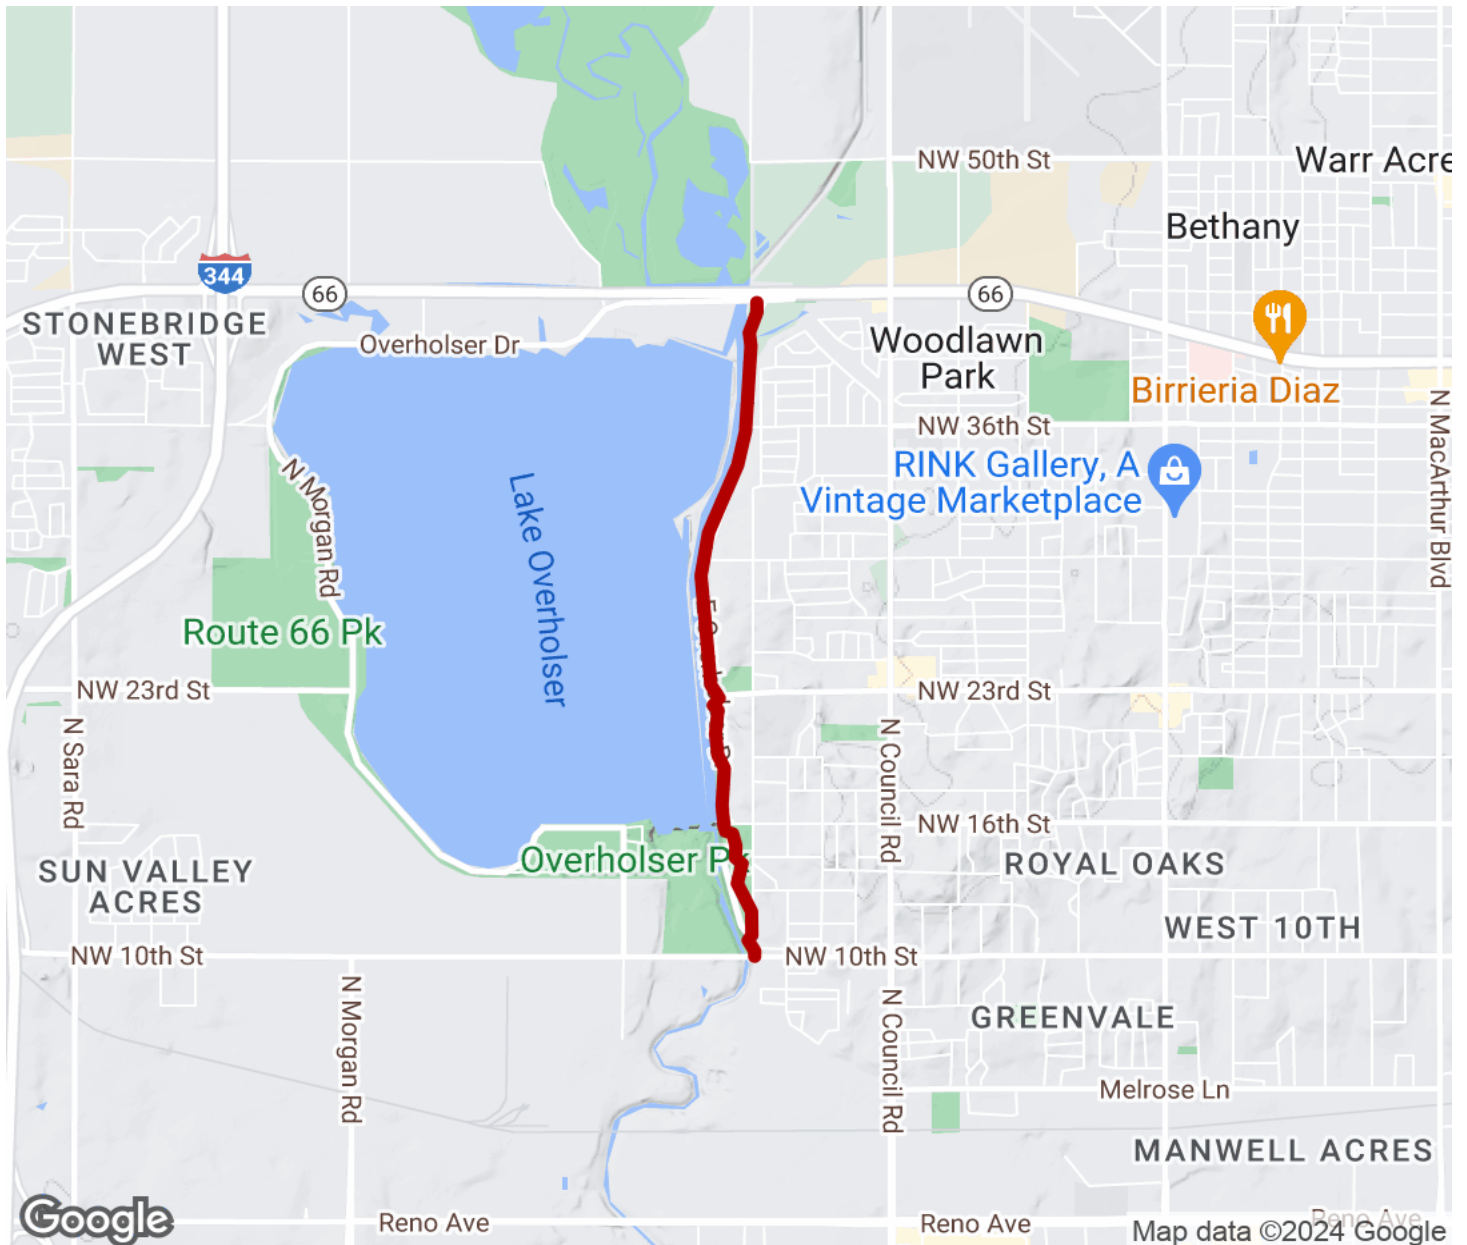 NW 50th St
Warr Acre
Bethany
344
66
66
STONEBRIDGE
WEST
Overholser Dr
Woodlawn
Park
Birrieria Diaz
N MacArthur Blvd
NW 36th St
RINK Gallery, A
Vintage Marketplace
N Morgan Rd
Lake Overholser
Route 66 Pk
NW 23rd St
NW 23rd St
N Sara Rd
N Council Rd
NW 16th St
Overholser Pk
ROYAL OAKS
SUN VALLEY
ACRES
WEST 10TH
NW 10th St
NW 10th St
N Morgan Rd
N Council Rd
GREENVALE
Melrose Ln
MANWELL ACRES
Google
Reno Ave
Reno Ave
Reno Ave
Map data ©2024 Google